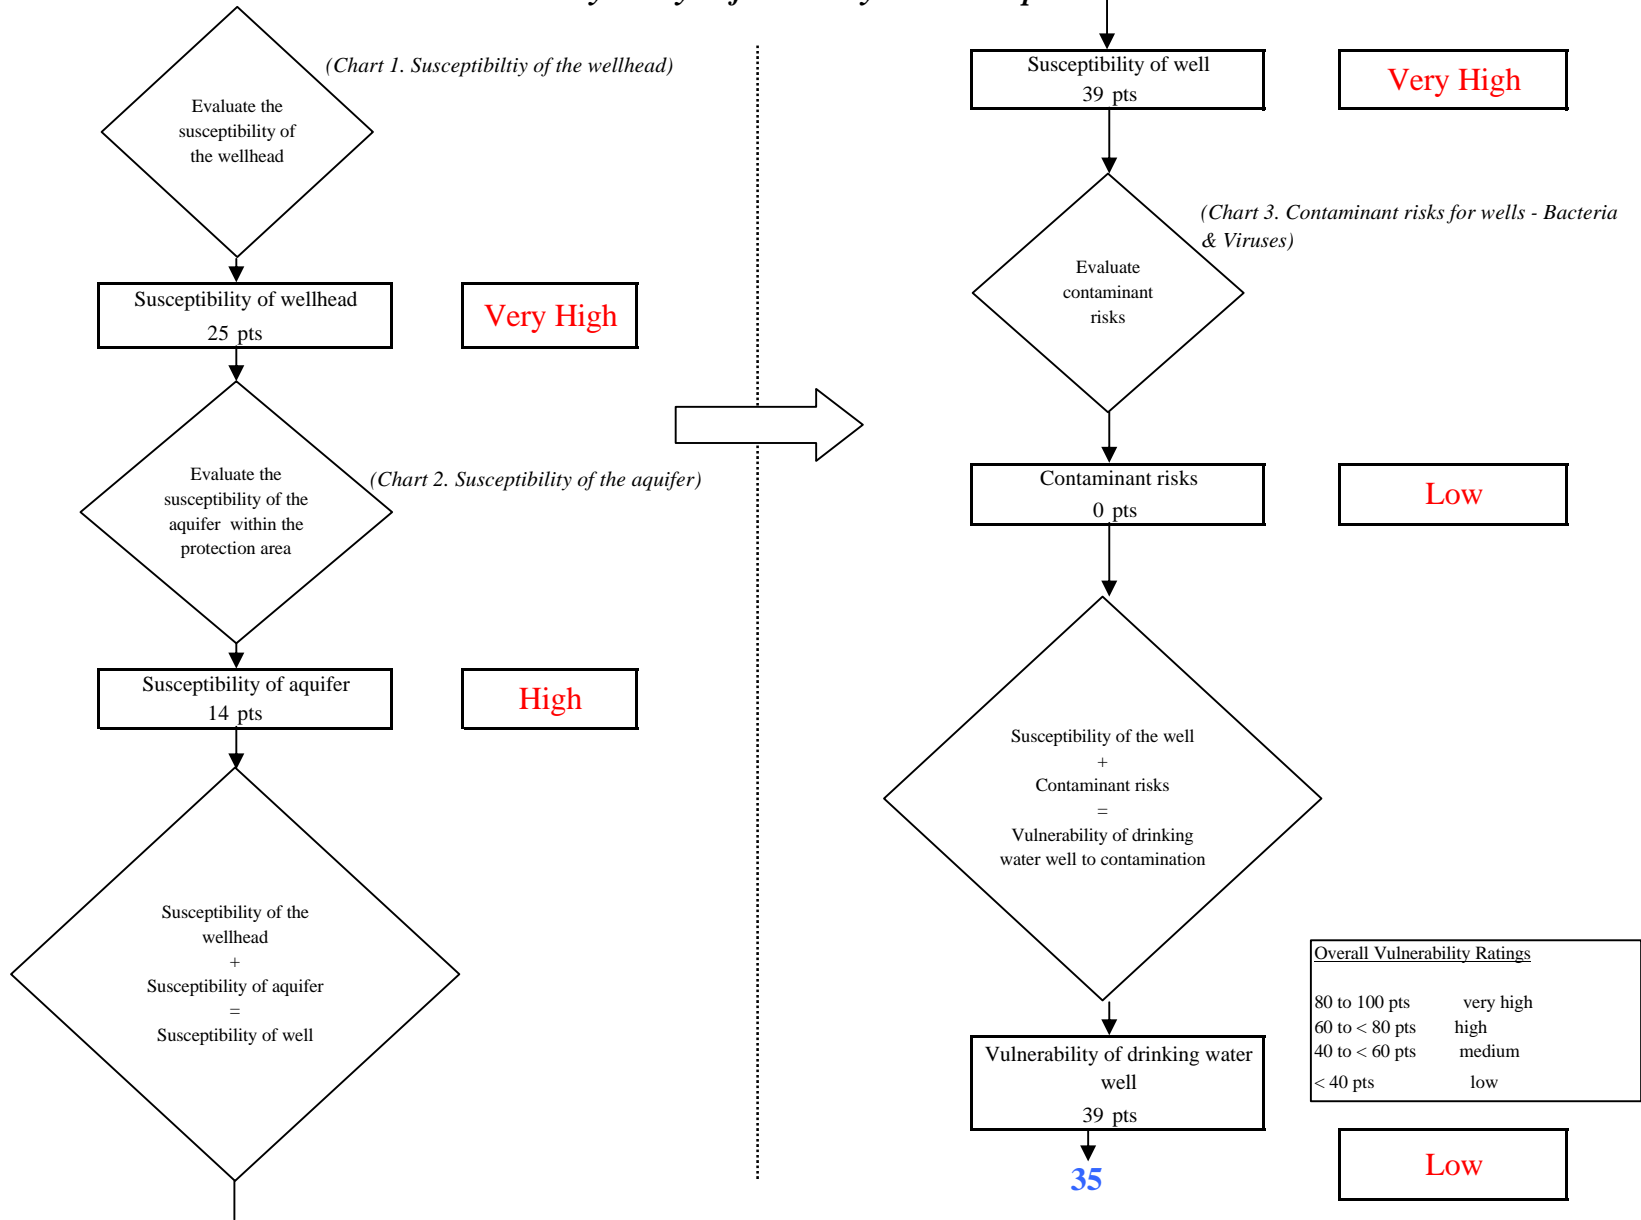 (Chart 1. Susceptibiltiy of the wellhead)
Evaluate the
susceptibility of
the wellhead
Susceptibility of wellhead
25 pts
Very High
Evaluate the
susceptibility of the
aquifer within the
protection area
(Chart 2. Susceptibility of the aquifer)
Susceptibility of aquifer
14 pts
High
Susceptibility of the
wellhead
+
Susceptibility of aquifer
=
Susceptibility of well
Susceptibility of well
39 pts
Very High
(Chart 3. Contaminant risks for wells - Bacteria
& Viruses)
Evaluate
contaminant
risks
Contaminant risks
0 pts
Low
Susceptibility of the well
+
Contaminant risks
=
Vulnerability of drinking
water well to contamination
Overall Vulnerability Ratings
80 to 100 pts very high
60 to < 80 pts high
40 to < 60 pts medium
< 40 pts low
Vulnerability of drinking water
well
39 pts
35
Low